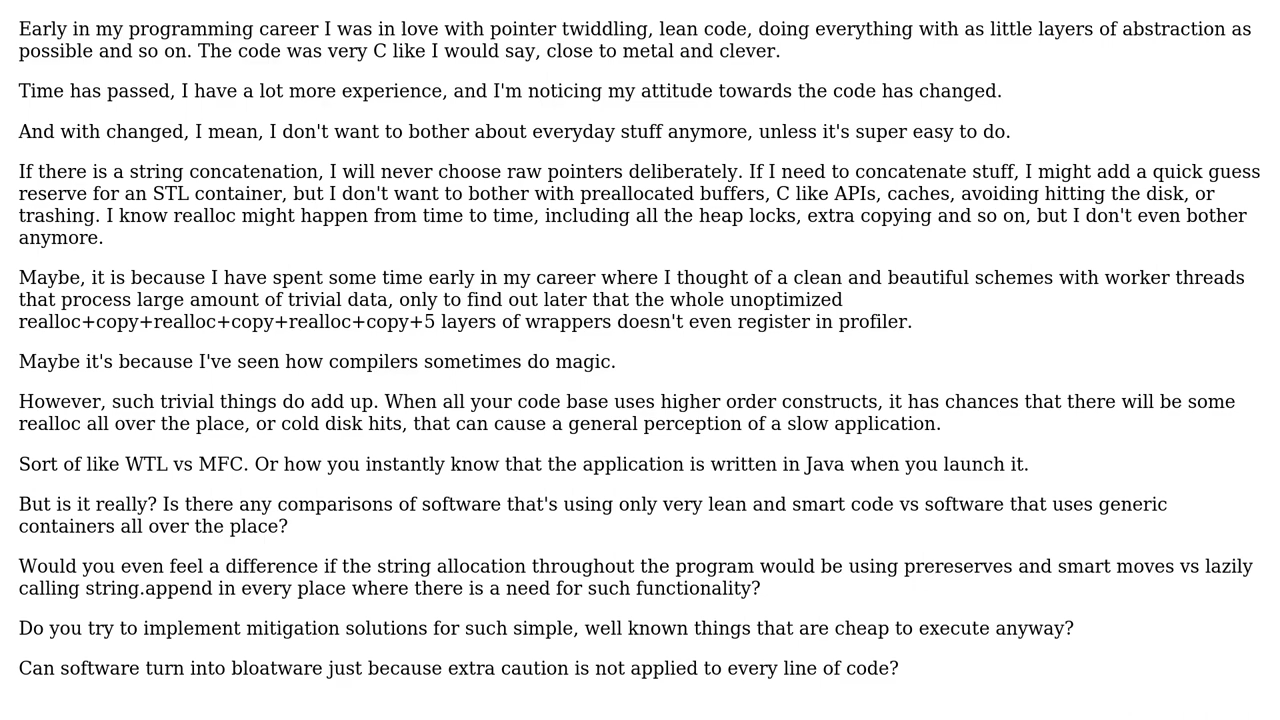 Early in my programming career I was in love with pointer twiddling, lean code, doing everything with as little layers of abstraction as
possible and so on. The code was very C like I would say, close to metal and clever.
Time has passed, I have a lot more experience, and I'm noticing my attitude towards the code has changed.
And with changed, I mean, I don't want to bother about everyday stuff anymore, unless it's super easy to do.
If there is a string concatenation, I will never choose raw pointers deliberately. If I need to concatenate stuff, I might add a quick guess
reserve for an STL container, but I don't want to bother with preallocated buffers, C like APIs, caches, avoiding hitting the disk, or
trashing. I know realloc might happen from time to time, including all the heap locks, extra copying and so on, but I don't even bother
anymore.
Maybe, it is because I have spent some time early in my career where I thought of a clean and beautiful schemes with worker threads
that process large amount of trivial data, only to find out later that the whole unoptimized
realloc+copy+realloc+copy+realloc+copy+5 layers of wrappers doesn't even register in profiler.
Maybe it's because I've seen how compilers sometimes do magic.
However, such trivial things do add up. When all your code base uses higher order constructs, it has chances that there will be some
realloc all over the place, or cold disk hits, that can cause a general perception of a slow application.
Sort of like WTL vs MFC. Or how you instantly know that the application is written in Java when you launch it.
But is it really? Is there any comparisons of software that's using only very lean and smart code vs software that uses generic
containers all over the place?
Would you even feel a difference if the string allocation throughout the program would be using prereserves and smart moves vs lazily
calling string.append in every place where there is a need for such functionality?
Do you try to implement mitigation solutions for such simple, well known things that are cheap to execute anyway?
Can software turn into bloatware just because extra caution is not applied to every line of code?